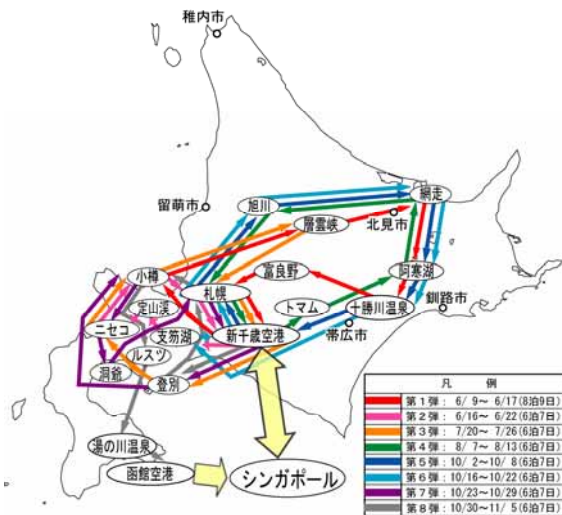 稚内市
留萌市
旭川
網走
層雲峡
北見市
小樽
富良野
阿寒湖
札幌
定山渓
トマム
十勝川温泉
釧路市
ニセコ
支笏湖
新千歳空港
帯広市
ルスツ
洞爺
登別
湯の川温泉
函館空港
シンガポール
凡 例
第1弾: 6/ 9～ 6/17(8泊9日)
第2弾: 6/16～ 6/22(6泊7日)
第3弾: 7/20～ 7/26(6泊7日)
第4弾: 8/ 7～ 8/13(6泊7日)
第5弾: 10/ 2～10/ 8(6泊7日)
第6弾: 10/16～10/22(6泊7日)
第7弾: 10/23～10/29(6泊7日)
第8弾: 10/30～11/ 5(6泊7日)